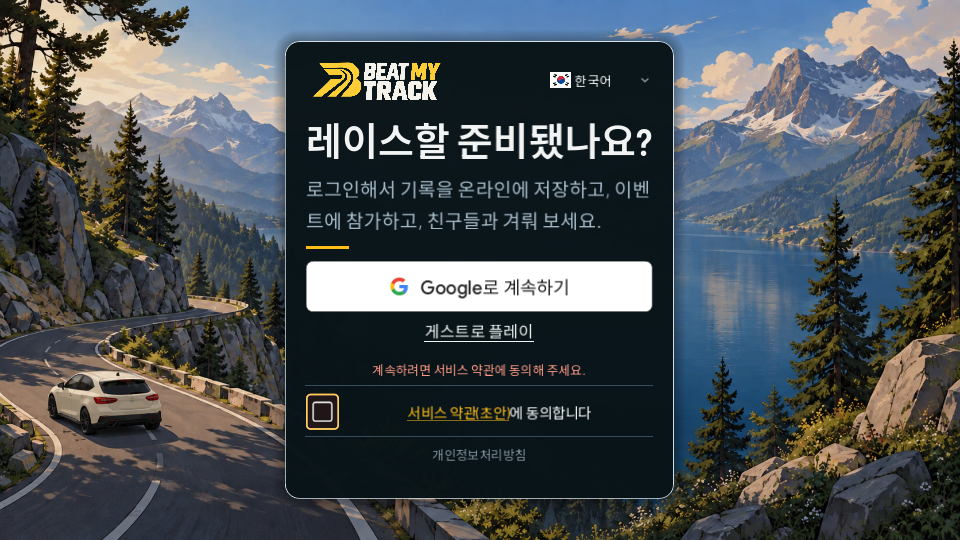 BEAT MY
TRACK
한국어
레이스할 준비됐나요?
로그인해서 기록을 온라인에 저장하고, 이벤
트에 참가하고, 친구들과 겨뤄 보세요.
Google로 계속하기
게스트로 플레이
계속하려면 서비스 약관에 동의해 주세요.
서비스 약관(초안)에 동의합니다
개인정보처리방침